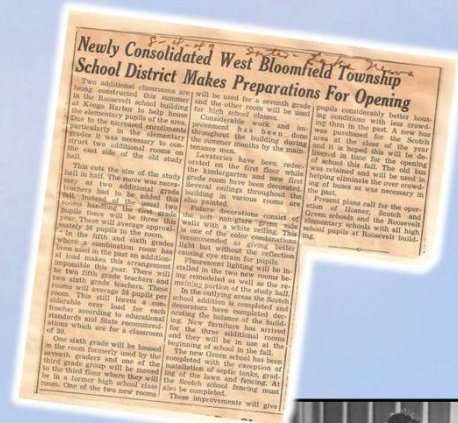 8-4-49 Inter-Lake News
Newly Consolidated West Bloomfield Township
School District Makes Preparations For Opening
Two additional classrooms are
being constructed this summer
in the Roosevelt school building
at Keego Harbor to help house
the elementary pupils of the area.
Due to the increased enrollments
particularly in the elementary
grades it was necessary to con-
struct two additional rooms on
the east side of the old study
hall.
This cuts the size of the study
hall in half. The move was neces-
sary as two additional grade
teachers had to be added this
fall. Instead of the usual two
rooms handling the first grade
pupils there will be three this
year. These will average approxi-
mately 26 pupils to the room.
In the fifth and sixth grades
where a combination room has
been used in the past an addition-
al load makes this arrangement
impossible this year. There will
be two fifth grade teachers and
two sixth grade teachers. These
rooms will average 38 pupils per
room. This still leaves a con-
siderable over load for each
teacher according to educational
standards and State recommend-
ations which are for a classroom
of 30.
One sixth grade will be housed
in the room formerly used by the
seventh graders and one of the
third grade group will be moved
to the third floor where they will
be in a former high school class
room. One of the two new rooms
will be used for a seventh grade
and the other room will be used
for high school classes.
Considerable work and im-
provement has been done
throughout the building during
the summer months by the main-
tenance men.
Lavatories have been redec-
orated on the first floor while
the kindergarten and new first
grade room have been decorated.
Several ceilings throughout the
building in various rooms are
also painted.
Future decorations consist of
the soft non-glare green side
walls with a white ceiling. This
is one of the color combinations
recommended as giving better
light but without the reflection
causing eye strain for pupils.
Fluorescent lighting will be in-
stalled in the two new rooms be-
ing remodeled as well as the re-
maining portion of the study hall.
In the outlying areas the Scotch
school addition is completed and
decorators have completed dec-
orating the balance of the build-
ing. New furniture has arrived
for the three additional rooms
and they will be in use at the
beginning of school in the fall.
The new Green school has been
completed with the exception of
installation of septic tanks, grad-
ing of the lawn and fencing. At
the Scotch school fencing must
also be completed.
These improvements will give
pupils considerably better hous-
ing conditions with less crowd-
ing than in the past. A new bus
was purchased for the Scotch
area at the close of the year
and it is hoped this will be de-
livered in time for the opening
of school this fall. The old bus
was retained and will be used in
helping eliminate the over crowd-
ing of buses as was necessary in
the past.
Present plans call for the oper-
ation of Hosner, Scotch and
Green schools and the Roosevelt
elementary schools with all high
school pupils at Roosevelt build-
ing.